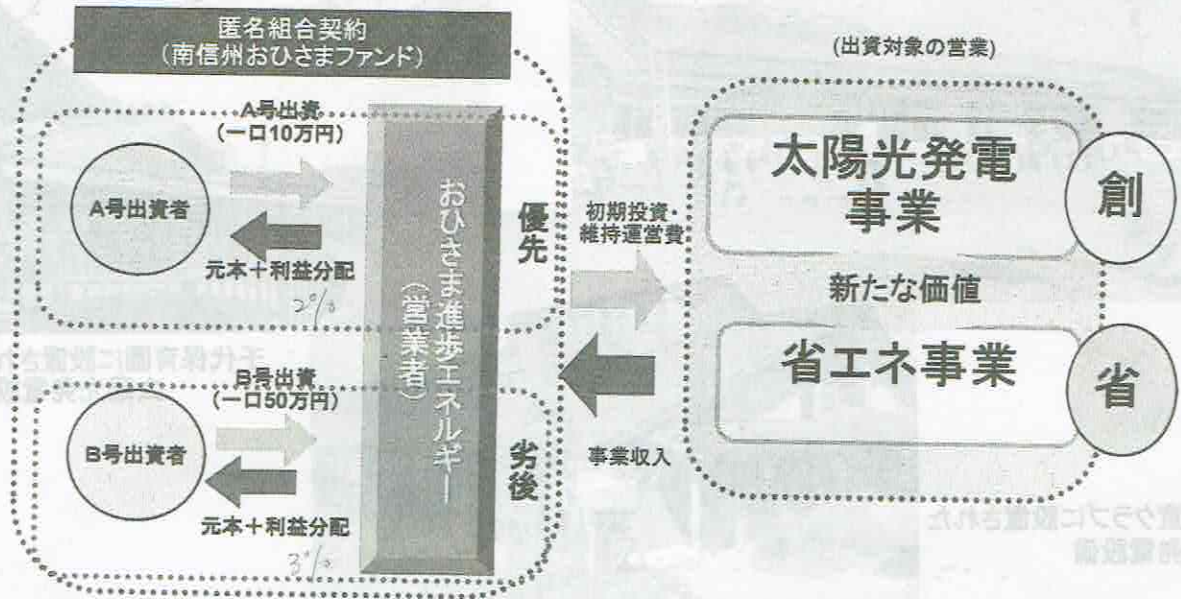 匿名組合契約
(南信州おひさまファンド)
A号出資
(一口10万円)
A号出資者
元本＋利益分配
2%
優先
B号出資
(一口50万円)
B号出資者
元本＋利益分配
3%
劣後
おひさま進歩エネルギー
(営業者)
初期投資・
維持運営費
事業収入
(出資対象の営業)
太陽光発電
事業
創
新たな価値
省エネ事業
省